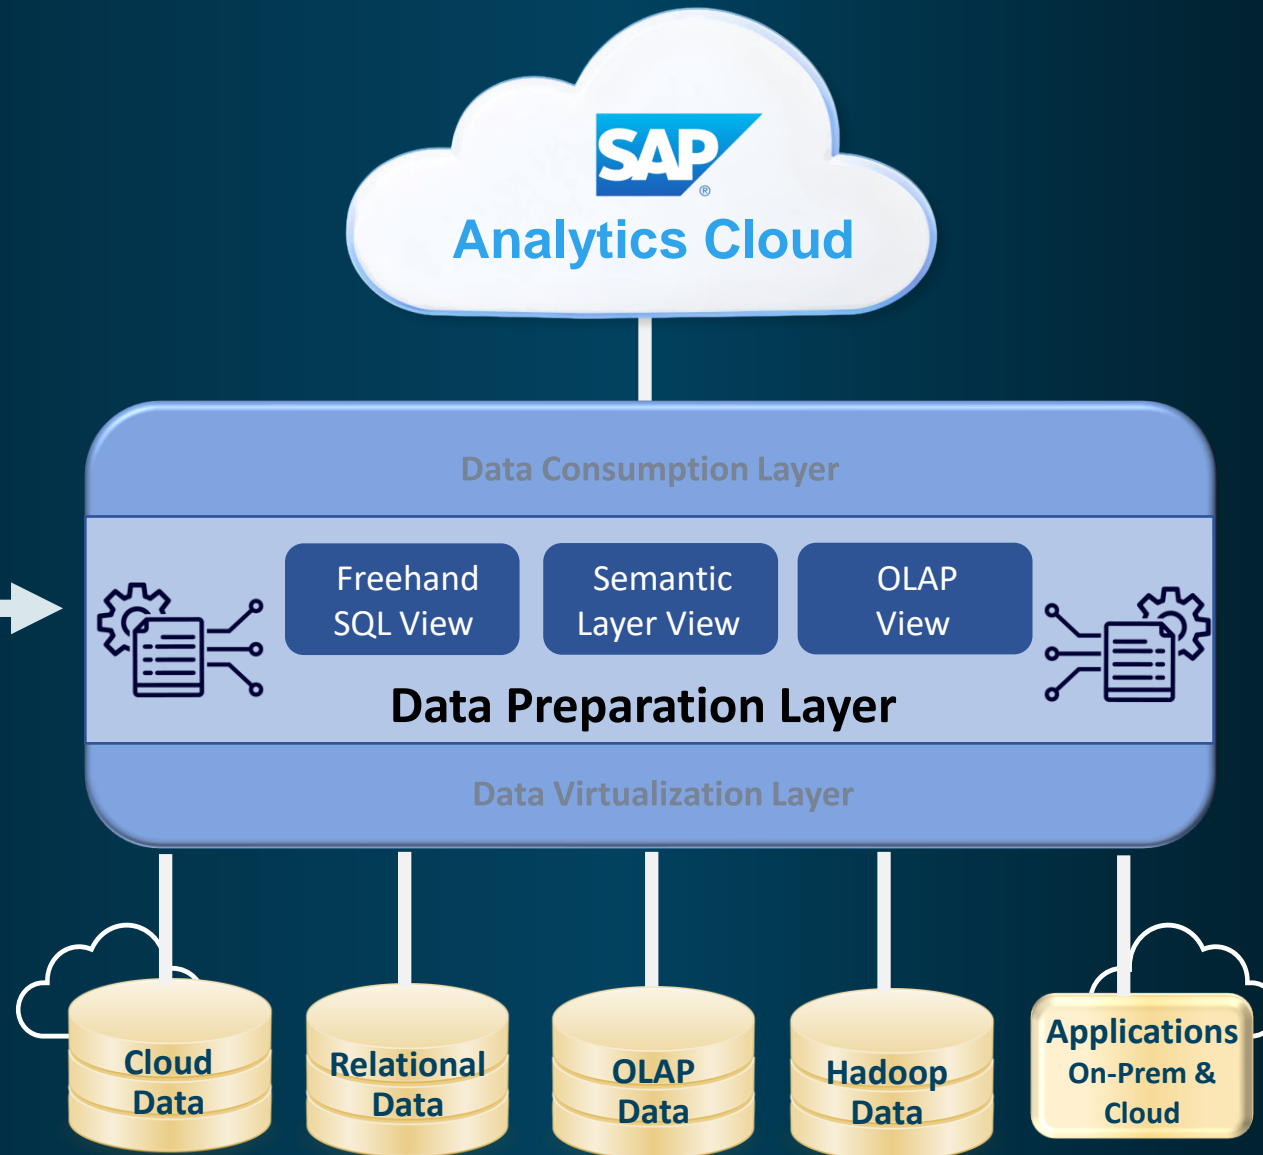 SAP
®
Analytics Cloud
Data Consumption Layer
Freehand
SQL View
Semantic
Layer View
OLAP
View
Data Preparation Layer
Data Virtualization Layer
Cloud
Data
Relational
Data
OLAP
Data
Hadoop
Data
Applications
On-Prem &
Cloud